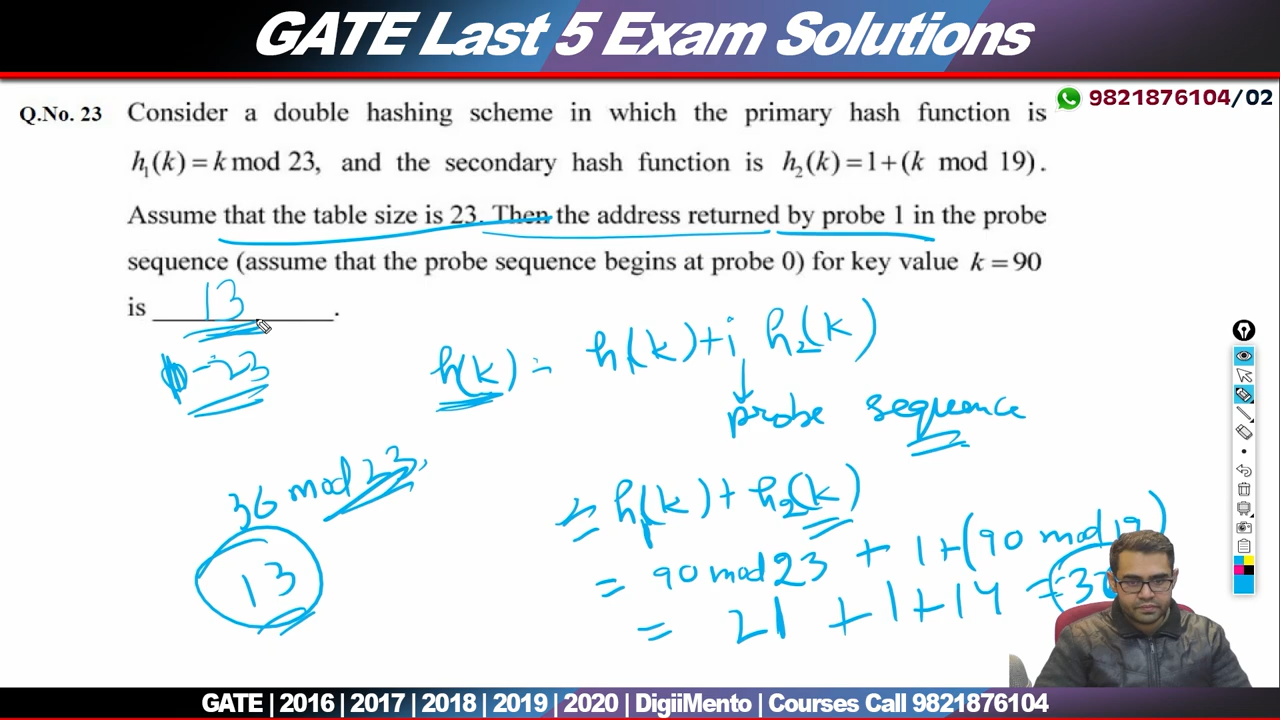 GATE Last 5 Exam Solutions
9821876104/02
Q.No. 23 Consider a double hashing scheme in which the primary hash function is
h₁(k) = k mod 23, and the secondary hash function is h₂(k) = 1+(k mod 19).
Assume that the table size is 23. Then the address returned by probe 1 in the probe
sequence (assume that the probe sequence begins at probe 0) for key value k = 90
is 13.
-23
h(k) = h₁(k)+i h₂(k)
probe sequence
36 mod 23
13
= h₁(k) + h₂(k)
= 90 mod 23 + 1+(90 mod 19)
= 21 + 1+14
GATE | 2016 | 2017 | 2018 | 2019 | 2020 | DigiiMento | Courses Call 9821876104